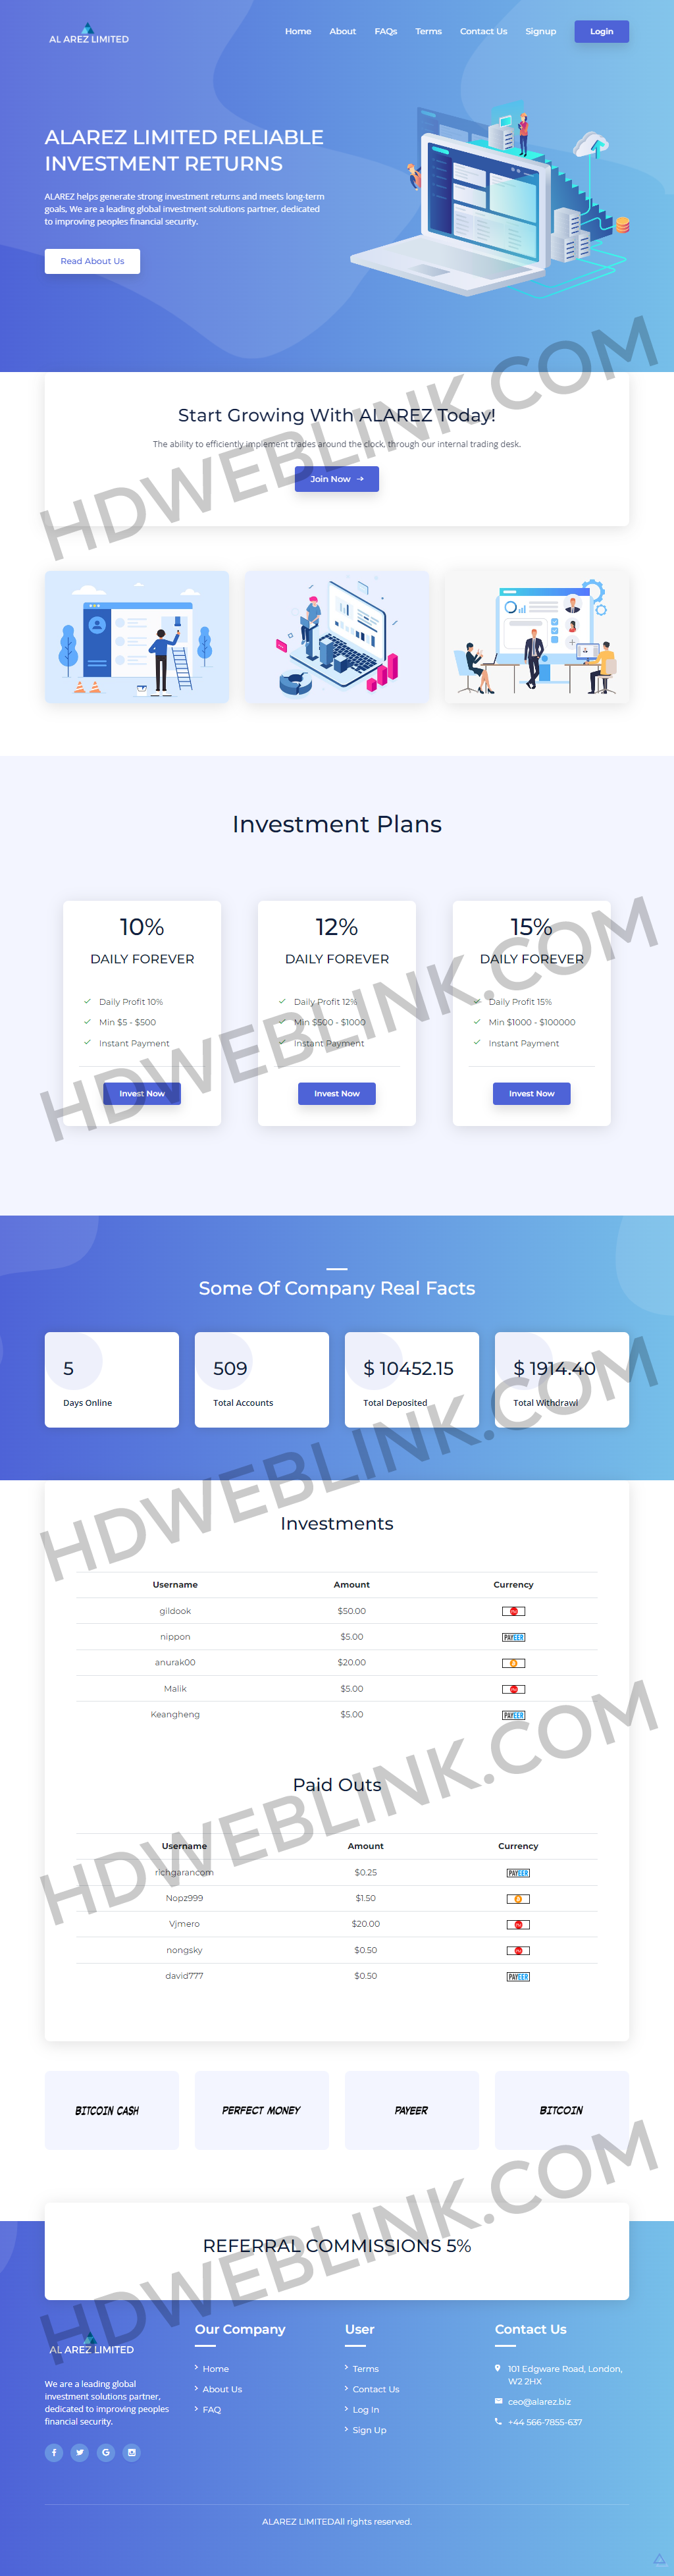 AL AREZ LIMITED
Home About FAQs Terms Contact Us Signup Login
ALAREZ LIMITED RELIABLE
INVESTMENT RETURNS
ALAREZ helps generate strong investment returns and meets long-term
goals, We are a leading global investment solutions partner, dedicated
to improving peoples financial security.
Read About Us
HDWEBLINK.COM
Start Growing With ALAREZ Today!
The ability to efficiently implement trades around the clock, through our internal trading desk.
Join Now
Investment Plans
10% 12% 15%
DAILY FOREVER DAILY FOREVER DAILY FOREVER
Daily Profit 10% Daily Profit 12% Daily Profit 15%
Min $5 - $500 Min $500 - $1000 Min $1000 - $100000
Instant Payment Instant Payment Instant Payment
Invest Now Invest Now Invest Now
HDWEBLINK.COM
Some Of Company Real Facts
5 509 $ 10452.15 $ 1914.40
Days Online Total Accounts Total Deposited Total Withdrawl
HDWEBLINK.COM
Investments
Username Amount Currency
gildook $50.00
nippon $5.00 PAYEER
anurak00 $20.00
Malik $5.00
Keangheng $5.00 PAYEER
Paid Outs
HDWEBLINK.COM
Username Amount Currency
richgarancom $0.25 PAYEER
Nopz999 $1.50
Vjmero $20.00
nongsky $0.50
david777 $0.50 PAYEER
BITCOIN CASH PERFECT MONEY PAYEER BITCOIN
HDWEBLINK.COM
REFERRAL COMMISSIONS 5%
AL AREZ LIMITED
We are a leading global
investment solutions partner,
dedicated to improving peoples
financial security.
Our Company
Home
About Us
FAQ
User
Terms
Contact Us
Log In
Sign Up
Contact Us
101 Edgware Road, London,
W2 2HX
ceo@alarez.biz
+44 566-7855-637
ALAREZ LIMITEDAll rights reserved.